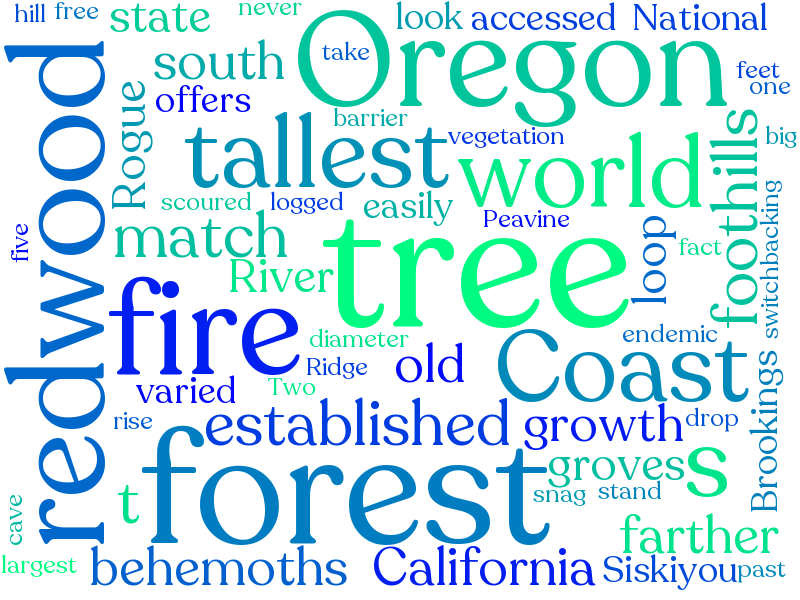 hill free state never look accessed National
south take Oregon feet
offers one
redwood Rogue tallest barrier vegetation world foothills big
scoured logged easily Peavine
five match River tree loop fact switchbacking
fire diameter endemic
Ridge old Coast
varied Two
rise established growth drop Brookings
forest groves s
cave t snag stand
farther
largest behemoths California Siskiyou past